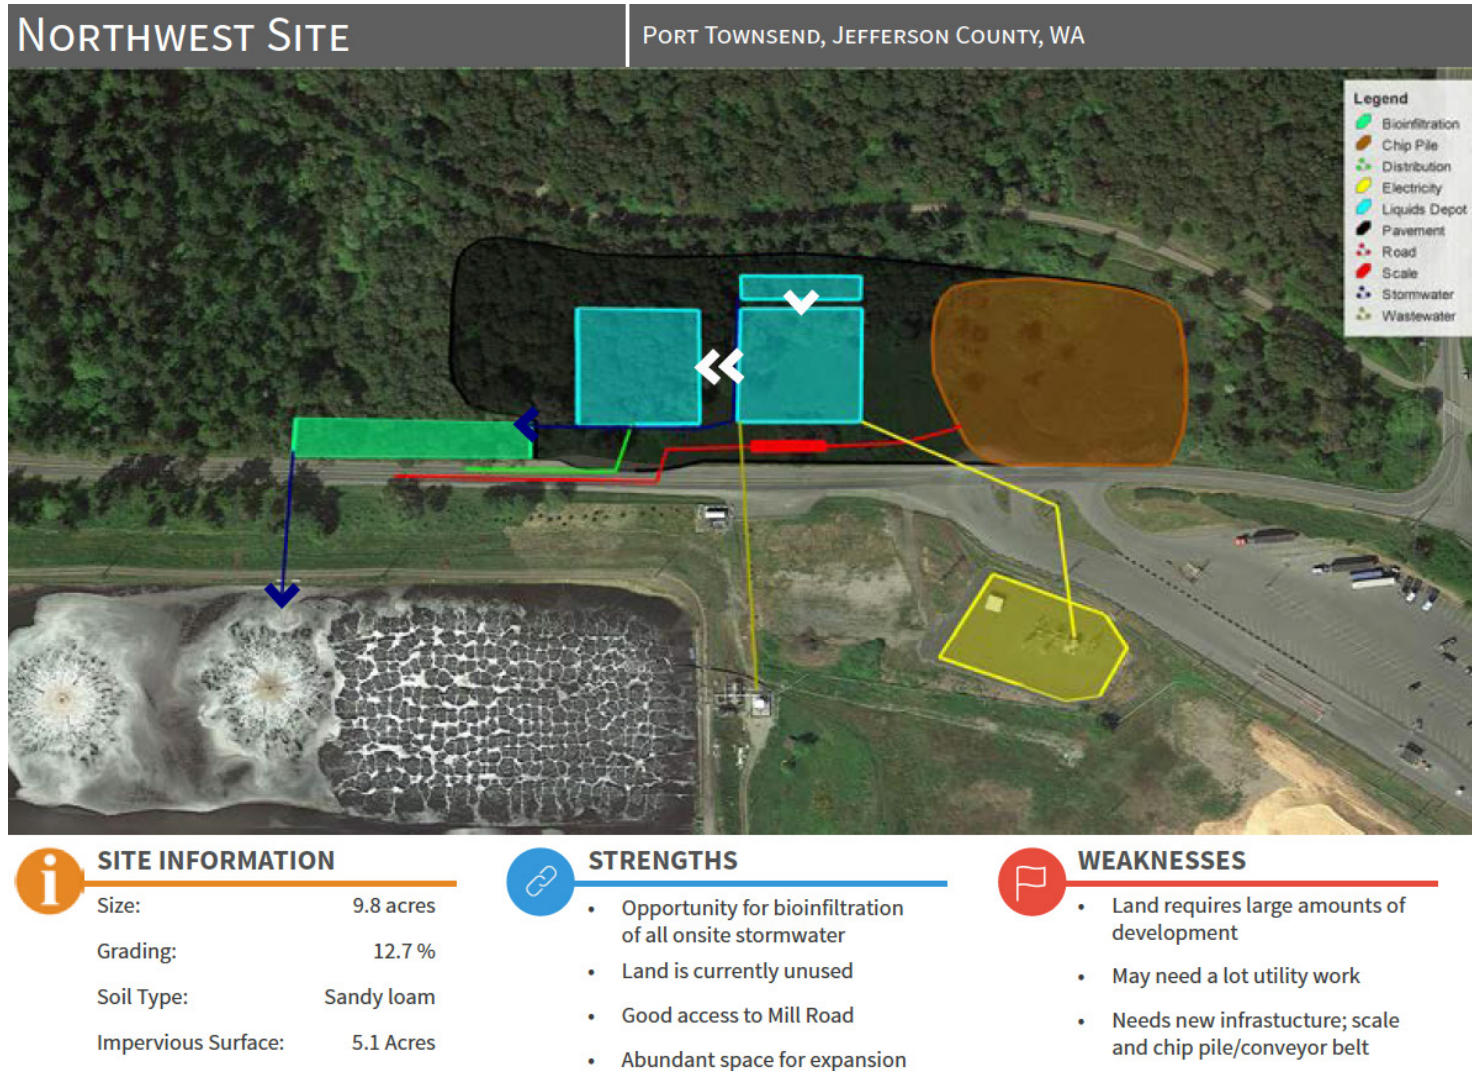 NORTHWEST SITE
PORT TOWNSEND, JEFFERSON COUNTY, WA
Legend
Bioinfiltration
Chip Pile
Distribution
Electricity
Liquids Depot
Pavement
Road
Scale
Stormwater
Wastewater
SITE INFORMATION
Size: 9.8 acres
Grading: 12.7 %
Soil Type: Sandy loam
Impervious Surface: 5.1 Acres
STRENGTHS
• Opportunity for bioinfiltration
of all onsite stormwater
• Land is currently unused
• Good access to Mill Road
• Abundant space for expansion
WEAKNESSES
• Land requires large amounts of
development
• May need a lot utility work
• Needs new infrastucture; scale
and chip pile/conveyor belt